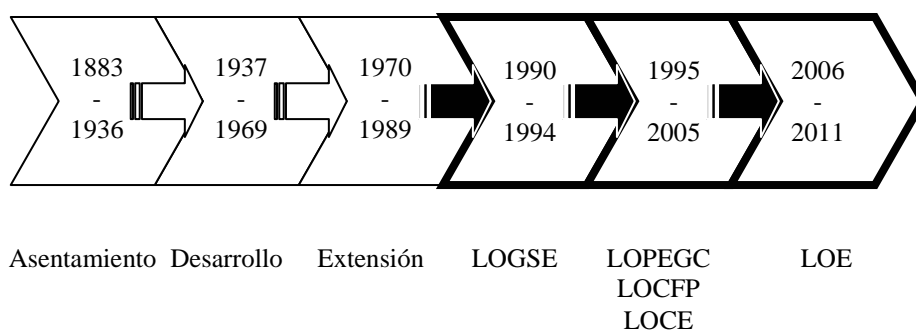 1883 1937 1970 1990 1995 2006
- - - - - -
1936 1969 1989 1994 2005 2011
Asentamiento Desarrollo Extensión LOGSE LOPEGC LOE
LOCFP
LOCE